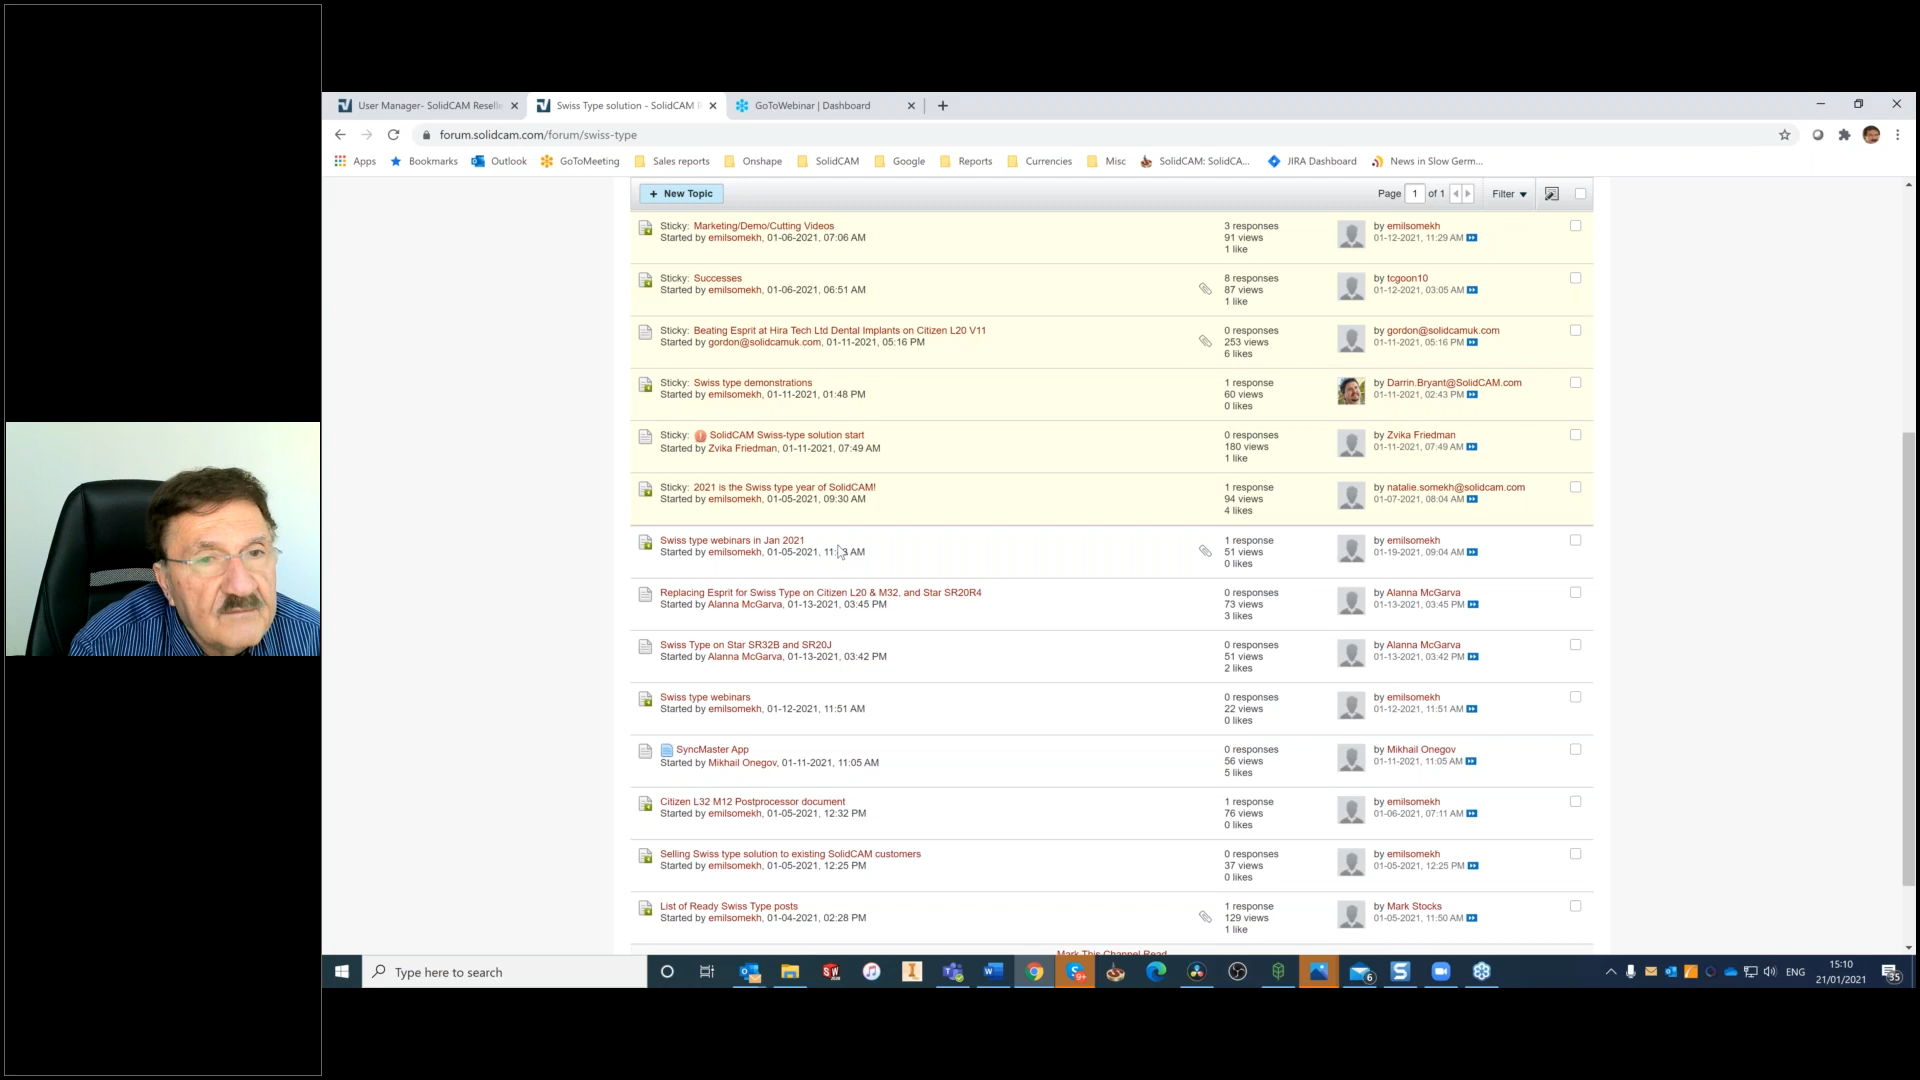 User Manager- SolidCAM Reselle
Swiss Type solution - SolidCAM
GoToWebinar | Dashboard
forum.solidcam.com/forum/swiss-type
Apps
Bookmarks
Outlook
GoToMeeting
Sales reports
Onshape
SolidCAM
Google
Reports
Currencies
Misc
SolidCAM: SolidCA...
JIRA Dashboard
News in Slow Germ...
+ New Topic
Page 1 of 1
Filter
Sticky: Marketing/Demo/Cutting Videos
Started by emilsomekh, 01-06-2021, 07:06 AM
3 responses
91 views
1 like
by emilsomekh
01-12-2021, 11:29 AM
Sticky: Successes
Started by emilsomekh, 01-06-2021, 06:51 AM
8 responses
87 views
1 like
by tcgoon10
01-12-2021, 03:05 AM
Sticky: Beating Esprit at Hira Tech Ltd Dental Implants on Citizen L20 V11
Started by gordon@solidcamuk.com, 01-11-2021, 05:16 PM
0 responses
253 views
6 likes
by gordon@solidcamuk.com
01-11-2021, 05:16 PM
Sticky: Swiss type demonstrations
Started by emilsomekh, 01-11-2021, 01:48 PM
1 response
60 views
0 likes
by Darrin.Bryant@SolidCAM.com
01-11-2021, 02:43 PM
Sticky: SolidCAM Swiss-type solution start
Started by Zvika Friedman, 01-11-2021, 07:49 AM
0 responses
180 views
1 like
by Zvika Friedman
01-11-2021, 07:49 AM
Sticky: 2021 is the Swiss type year of SolidCAM!
Started by emilsomekh, 01-05-2021, 09:30 AM
1 response
94 views
4 likes
by natalie.somekh@solidcam.com
01-07-2021, 08:04 AM
Swiss type webinars in Jan 2021
Started by emilsomekh, 01-05-2021, AM
1 response
51 views
0 likes
by emilsomekh
01-19-2021, 09:04 AM
Replacing Esprit for Swiss Type on Citizen L20 & M32, and Star SR20R4
Started by Alanna McGarva, 01-13-2021, 03:45 PM
0 responses
73 views
3 likes
by Alanna McGarva
01-13-2021, 03:45 PM
Swiss Type on Star SR32B and SR20J
Started by Alanna McGarva, 01-13-2021, 03:42 PM
0 responses
51 views
2 likes
by Alanna McGarva
01-13-2021, 03:42 PM
Swiss type webinars
Started by emilsomekh, 01-12-2021, 11:51 AM
0 responses
22 views
0 likes
by emilsomekh
01-12-2021, 11:51 AM
SyncMaster App
Started by Mikhail Onegov, 01-11-2021, 11:05 AM
0 responses
56 views
5 likes
by Mikhail Onegov
01-11-2021, 11:05 AM
Citizen L32 M12 Postprocessor document
Started by emilsomekh, 01-05-2021, 12:32 PM
1 response
76 views
0 likes
by emilsomekh
01-06-2021, 07:11 AM
Selling Swiss type solution to existing SolidCAM customers
Started by emilsomekh, 01-05-2021, 12:25 PM
0 responses
37 views
0 likes
by emilsomekh
01-05-2021, 12:25 PM
List of Ready Swiss Type posts
Started by emilsomekh, 01-04-2021, 02:28 PM
1 response
129 views
1 like
by Mark Stocks
01-05-2021, 11:50 AM
Mark This Channel Read
Type here to search
ENG
15:10
21/01/2021